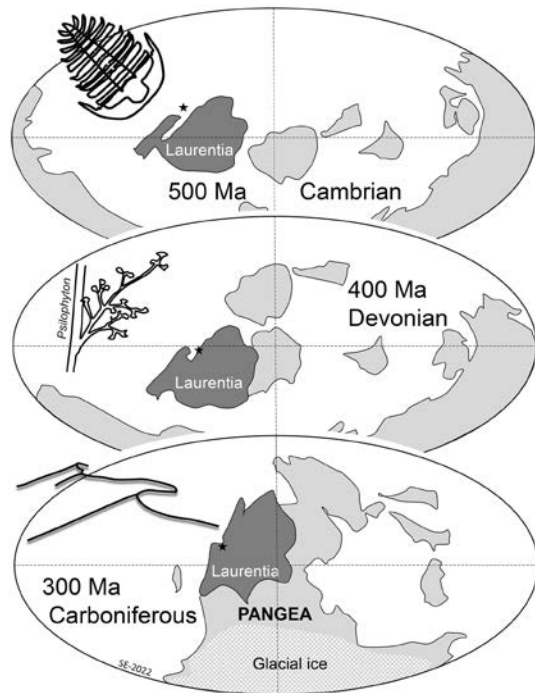 Laurentia
500 Ma Cambrian
Psilophyton
400 Ma
Devonian
Laurentia
Laurentia
300 Ma
Carboniferous
PANGEA
Glacial ice
SE-2022